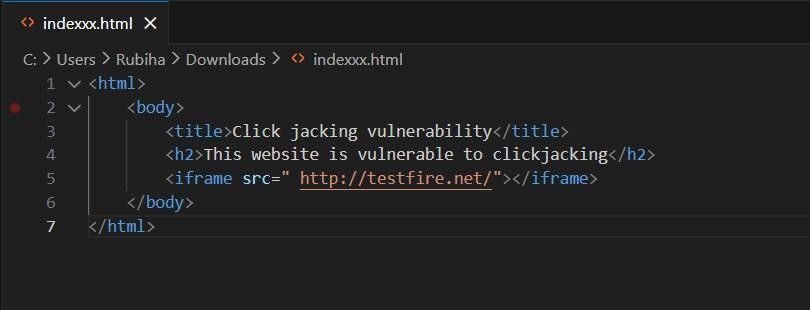 indexxx.html
C: > Users > Rubiha > Downloads > indexxx.html
1 <html>
2 <body>
3 <title>Click jacking vulnerability</title>
4 <h2>This website is vulnerable to clickjacking</h2>
5 <iframe src=" http://testfire.net/"></iframe>
6 </body>
7 </html>